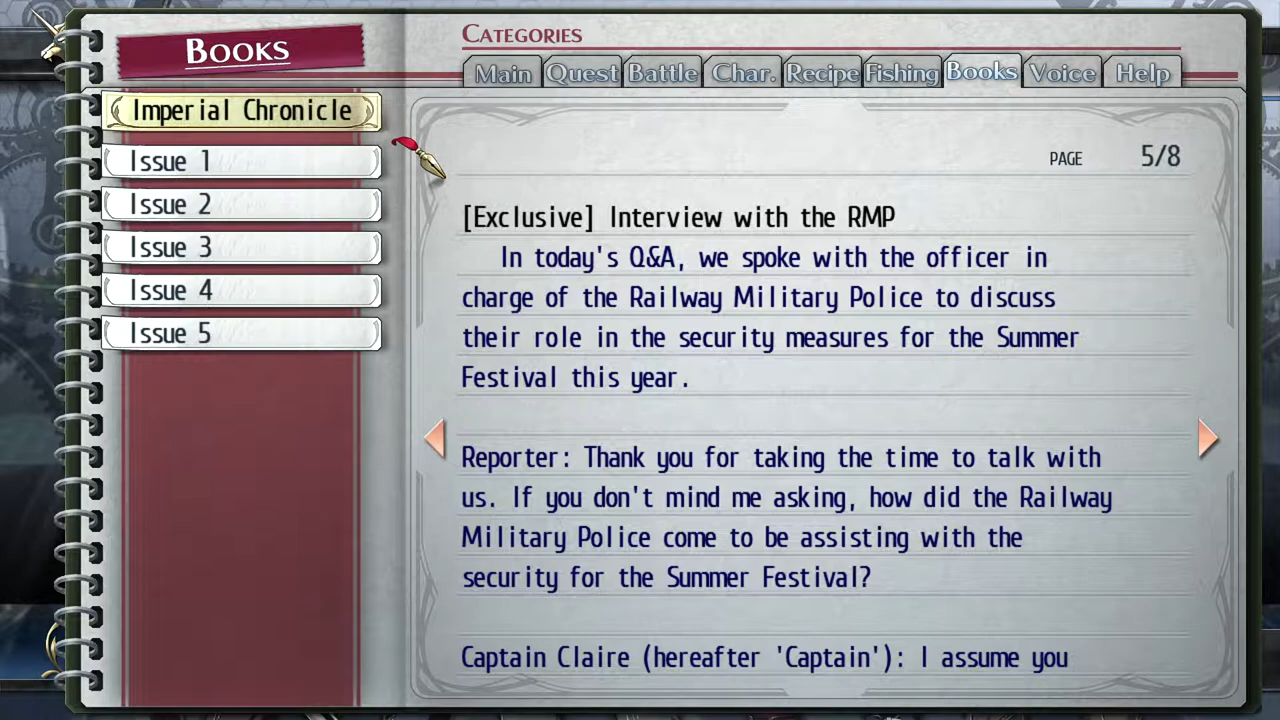 BOOKS
CATEGORIES
Main Quest Battle Char. Recipe Fishing Books Voice Help
Imperial Chronicle
Issue 1
Issue 2
Issue 3
Issue 4
Issue 5
PAGE 5/8
[Exclusive] Interview with the RMP
In today's Q&A, we spoke with the officer in
charge of the Railway Military Police to discuss
their role in the security measures for the Summer
Festival this year.
Reporter: Thank you for taking the time to talk with
us. If you don't mind me asking, how did the Railway
Military Police come to be assisting with the
security for the Summer Festival?
Captain Claire (hereafter 'Captain'): I assume you